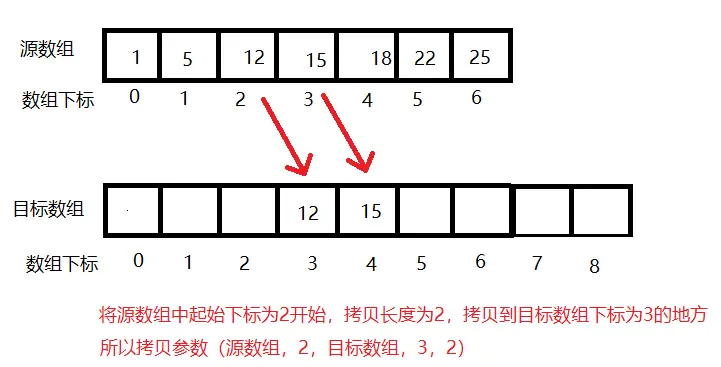 源数组 1 5 12 15 18 22 25
数组下标 0 1 2 3 4 5 6
目标数组 12 15
数组下标 0 1 2 3 4 5 6 7 8
将源数组中起始下标为2开始，拷贝长度为2，拷贝到目标数组下标为3的地方
所以拷贝参数（源数组，2，目标数组，3，2）